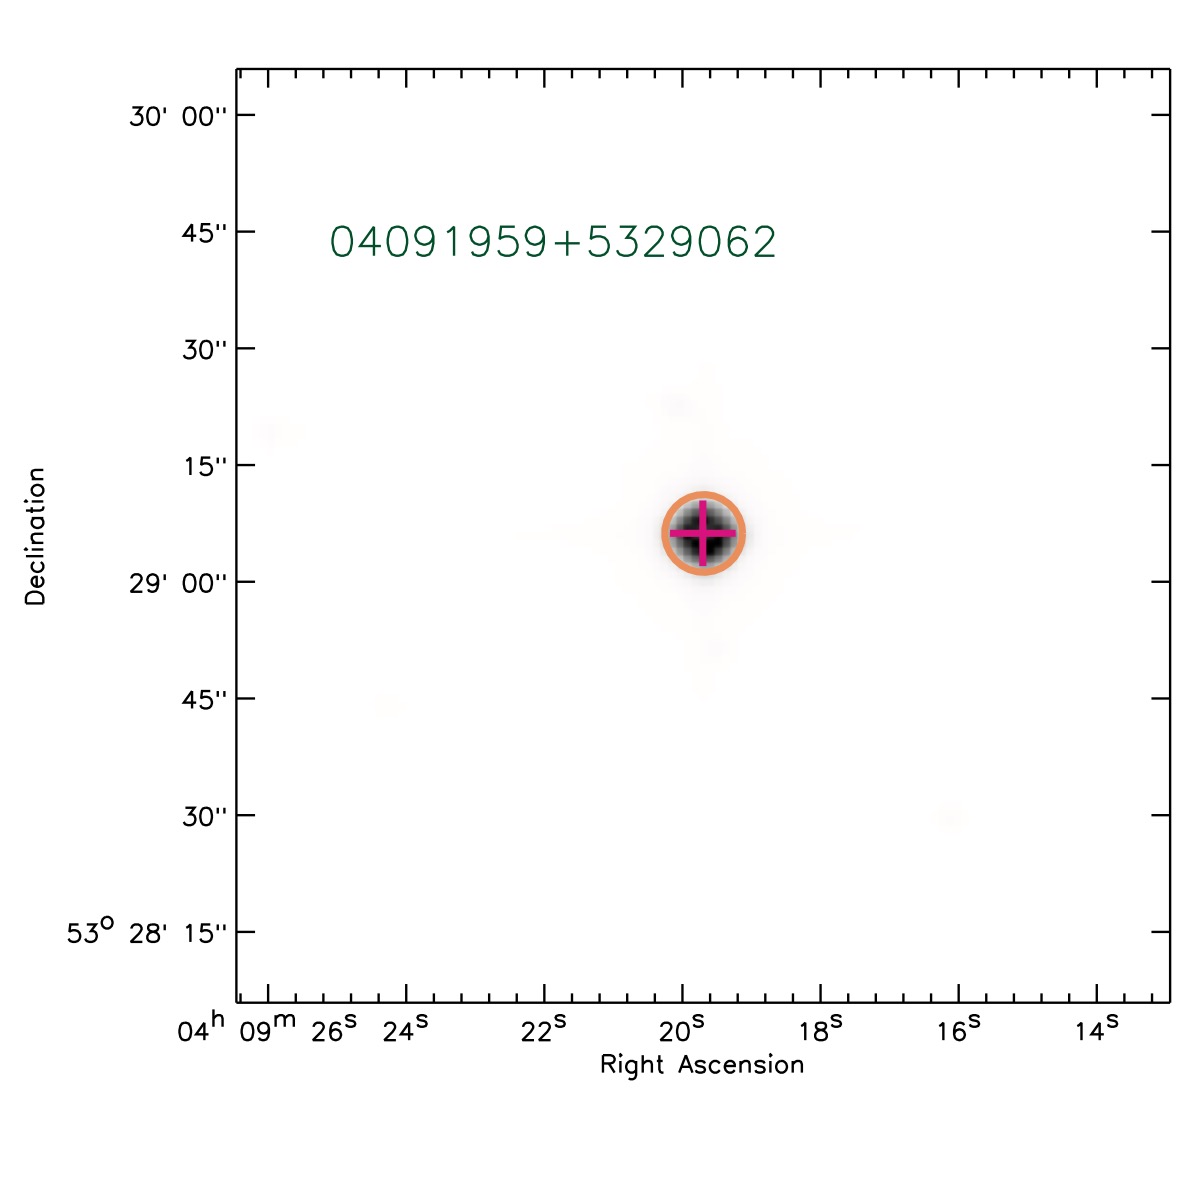 30' 00"
45"
04091959+5329062
30"
15"
Declination
29' 00"
45"
30"
53° 28' 15"
04ʰ 09ᵐ 26ˢ 24ˢ 22ˢ 20ˢ 18ˢ 16ˢ 14ˢ
Right Ascension